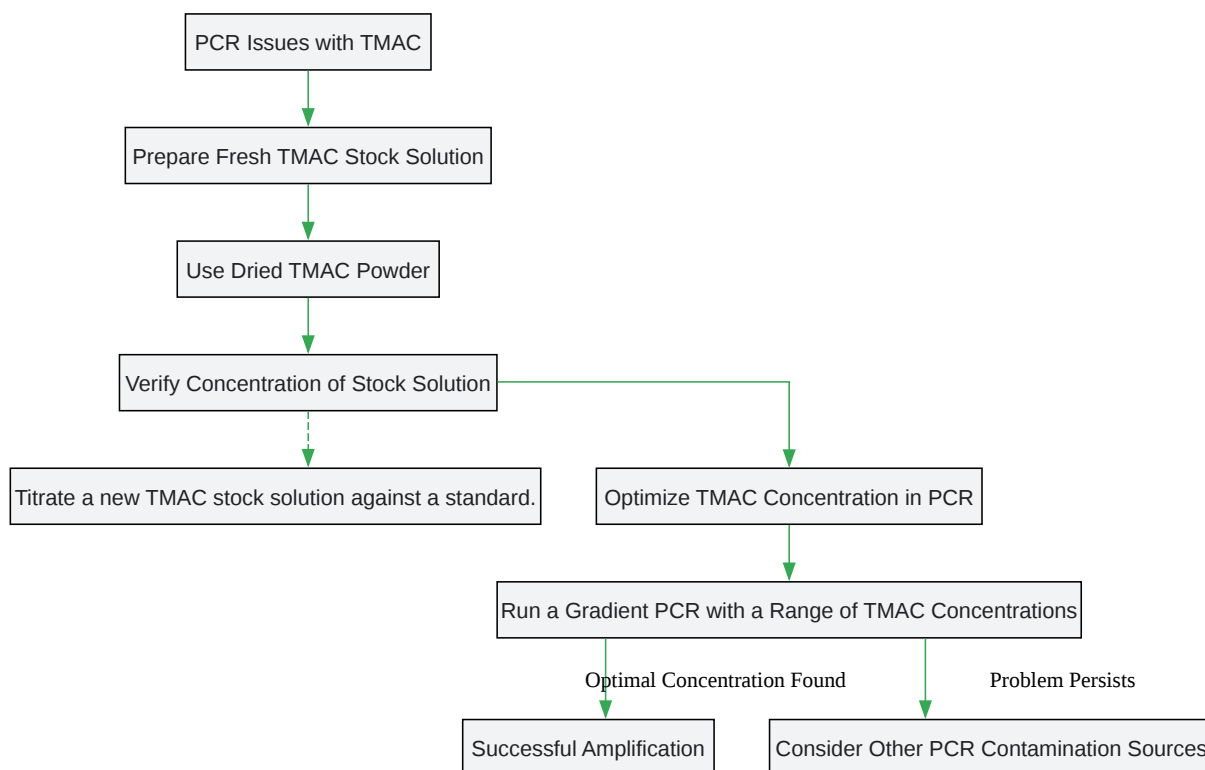 PCR Issues with TMAC
Prepare Fresh TMAC Stock Solution
Use Dried TMAC Powder
Verify Concentration of Stock Solution
Titrate a new TMAC stock solution against a standard.
Optimize TMAC Concentration in PCR
Run a Gradient PCR with a Range of TMAC Concentrations
Optimal Concentration Found
Problem Persists
Successful Amplification
Consider Other PCR Contamination Sources